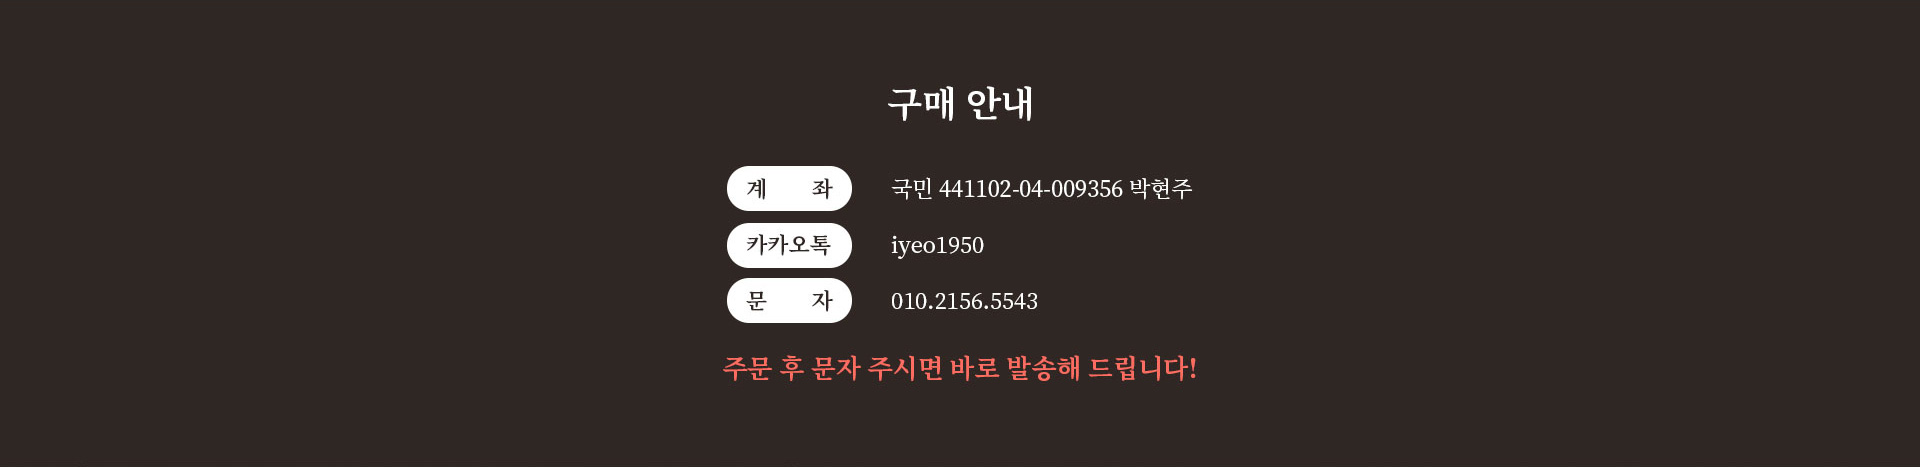 구매 안내
계 좌 국민 441102-04-009356 박현주
카카오톡 iyeo1950
문 자 010.2156.5543
주문 후 문자 주시면 바로 발송해 드립니다!